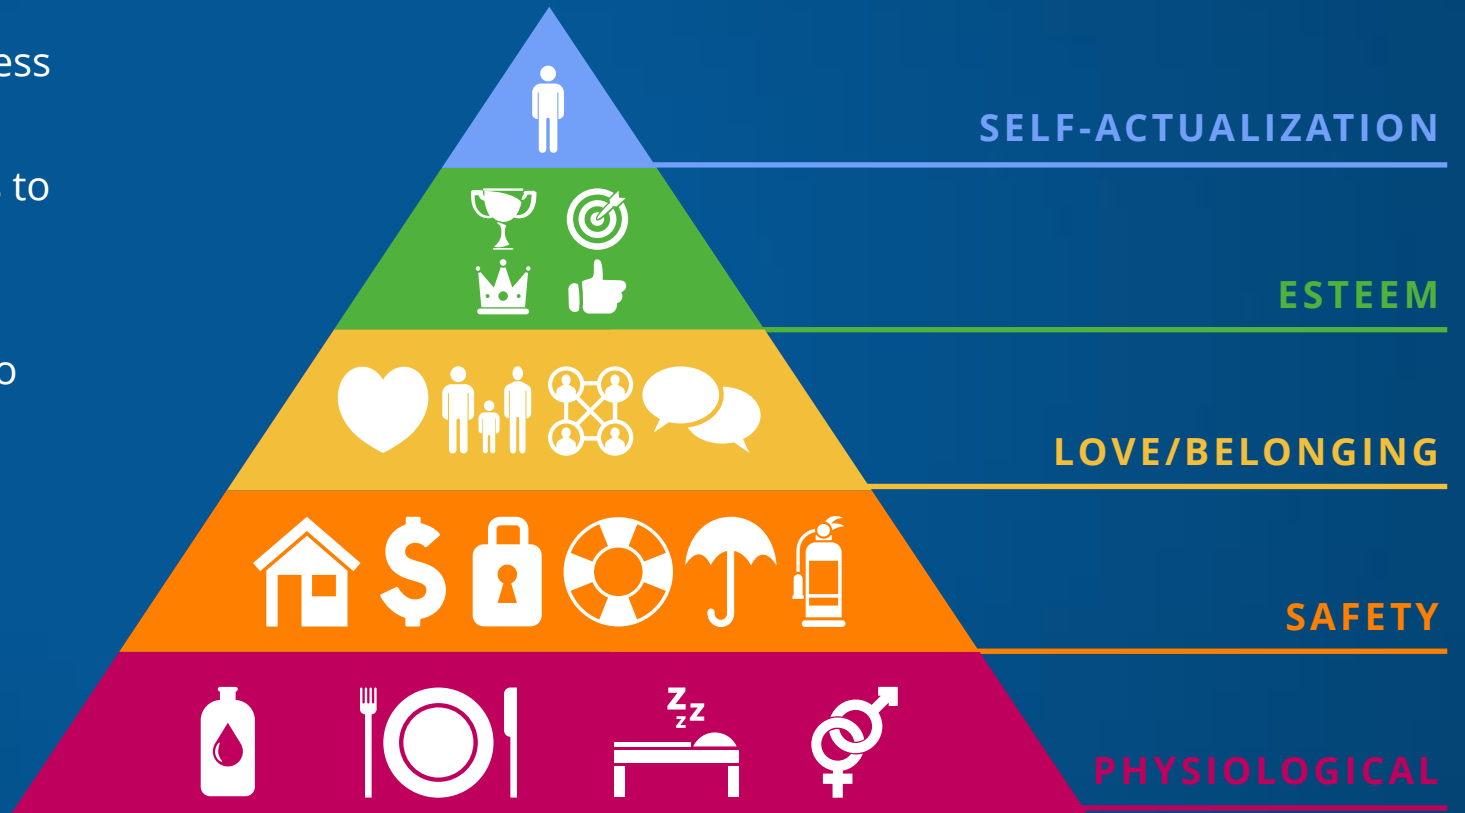 ess
to
o
SELF-ACTUALIZATION
ESTEEM
LOVE/BELONGING
SAFETY
z
z
z
PHYSIOLOGICAL